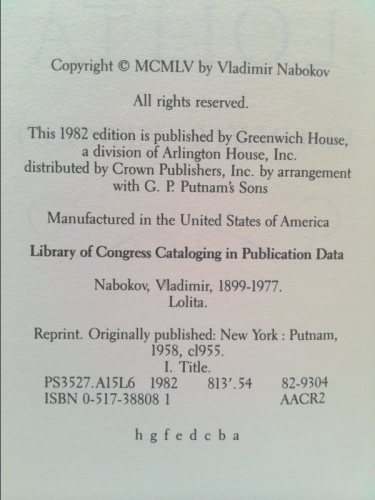 Copyright © MCMLV by Vladimir Nabokov
All rights reserved.
This 1982 edition is published by Greenwich House,
a division of Arlington House, Inc.
distributed by Crown Publishers, Inc. by arrangement
with G. P. Putnam's Sons
Manufactured in the United States of America
Library of Congress Cataloging in Publication Data
Nabokov, Vladimir, 1899-1977.
Lolita.
Reprint. Originally published: New York : Putnam,
1958, cl955.
I. Title.
PS3527.A15L6 1982 813'.54 82-9304
ISBN 0-517-38808 1 AACR2
h g f e d c b a